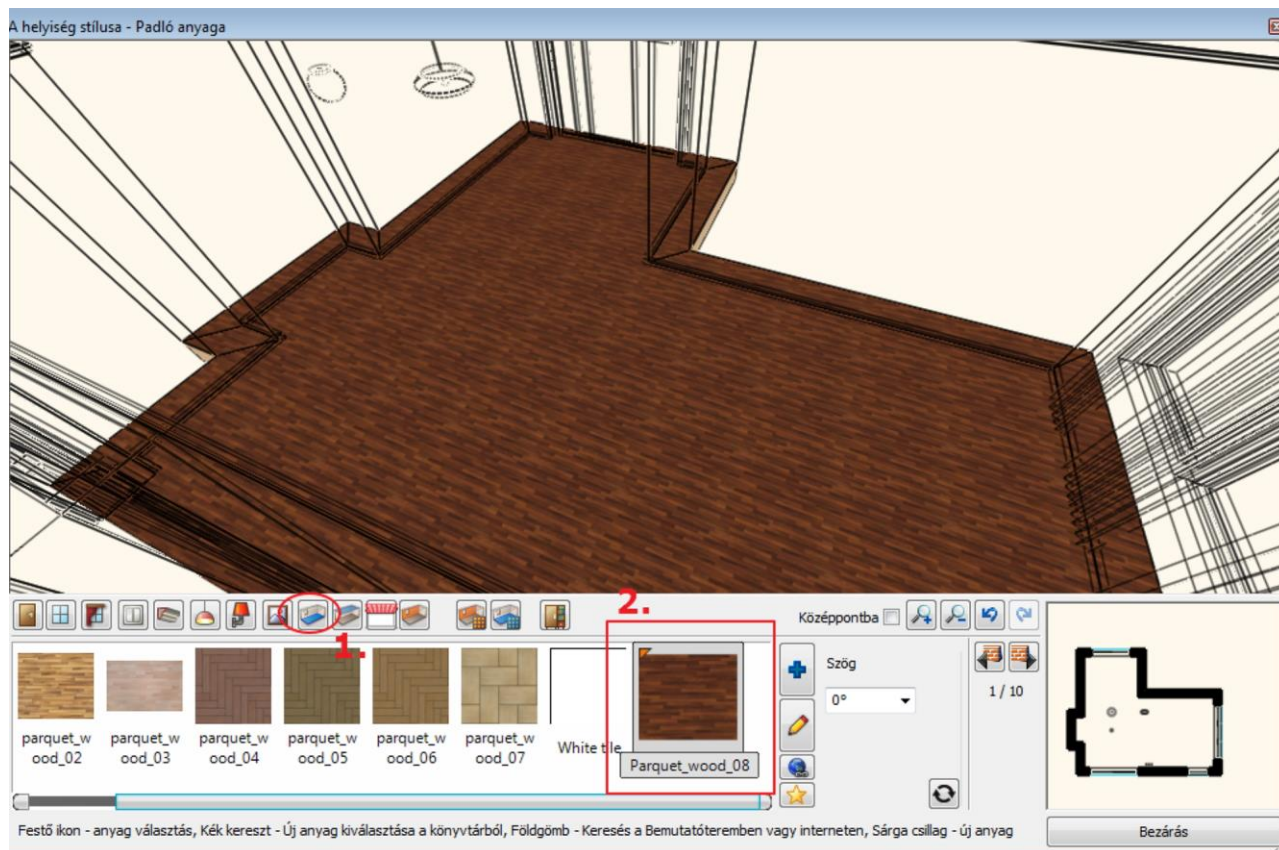 A helyiség stílusa - Padló anyaga
2.
Középpontba
1.
Szög
0°
1 / 10
parquet_w
ood_02
parquet_w
ood_03
parquet_w
ood_04
parquet_w
ood_05
parquet_w
ood_06
parquet_w
ood_07
White tile
Parquet_wood_08
Festő ikon - anyag választás, Kék kereszt - Új anyag kiválasztása a könyvtárból, Földgömb - Keresés a Bemutatóteremben vagy interneten, Sárga csillag - új anyag
Bezárás